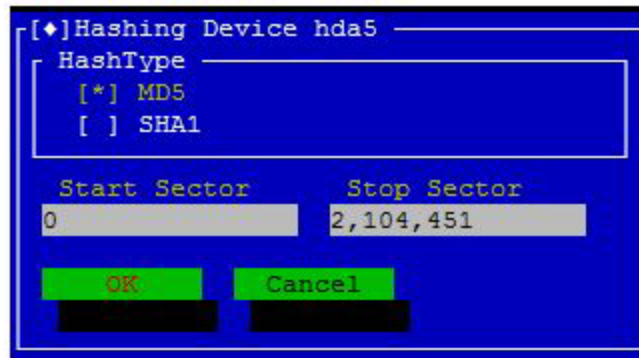 [♦]Hashing Device hda5
HashType
[*] MD5
[ ] SHA1
Start Sector Stop Sector
0 2,104,451
OK Cancel